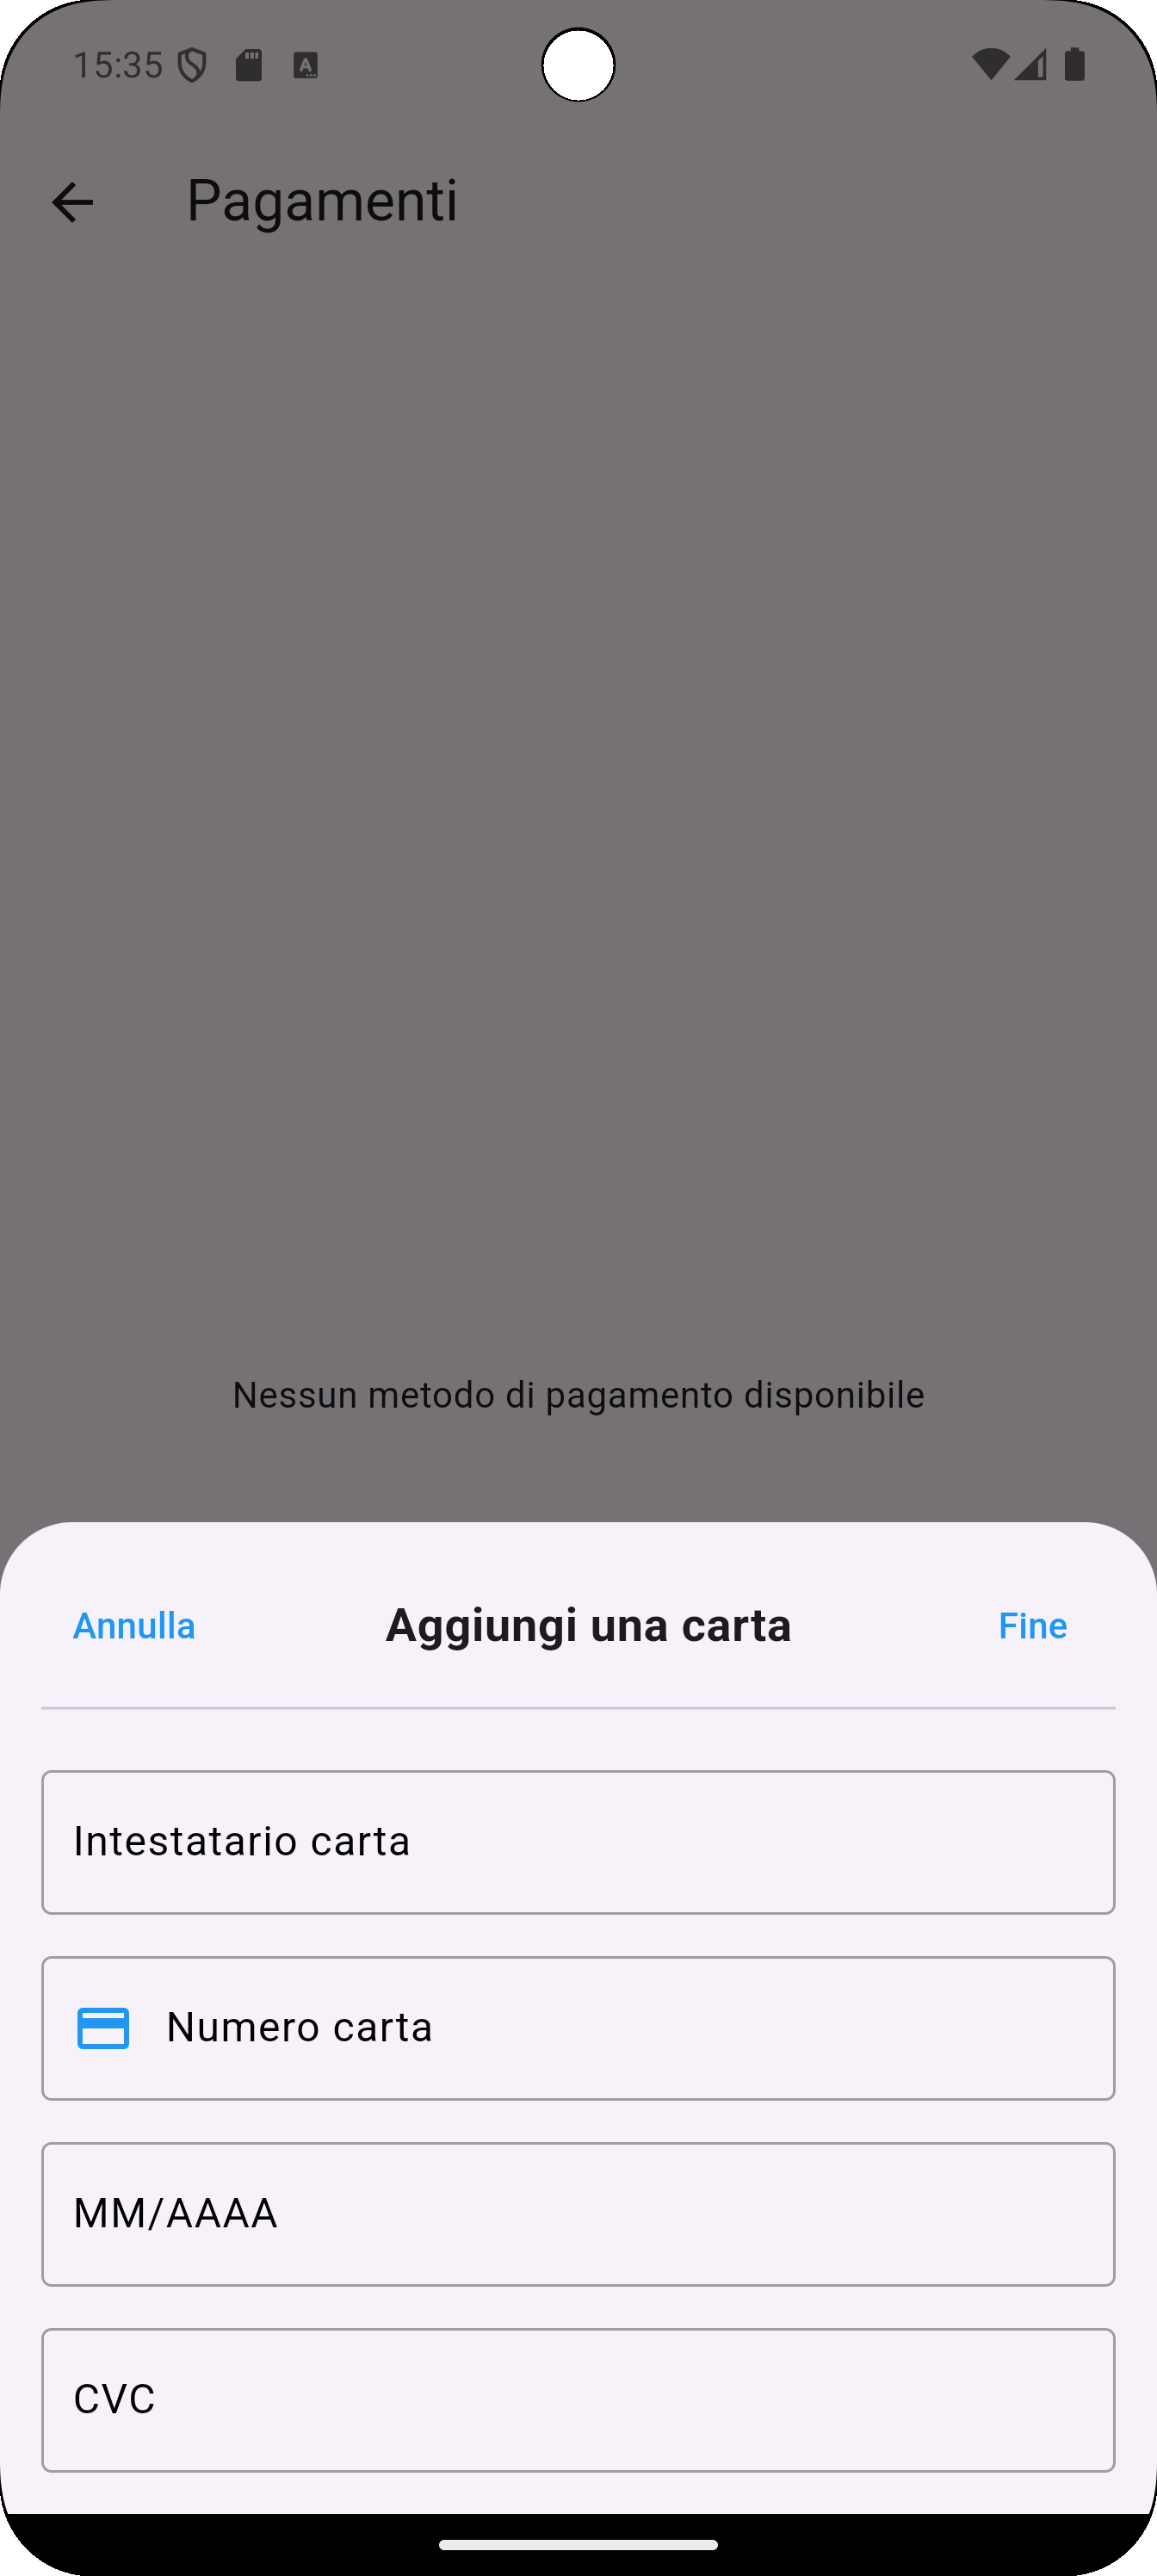 15:35
Pagamenti
Nessun metodo di pagamento disponibile
Annulla
Aggiungi una carta
Fine
Intestatario carta
Numero carta
MM/AAAA
CVC